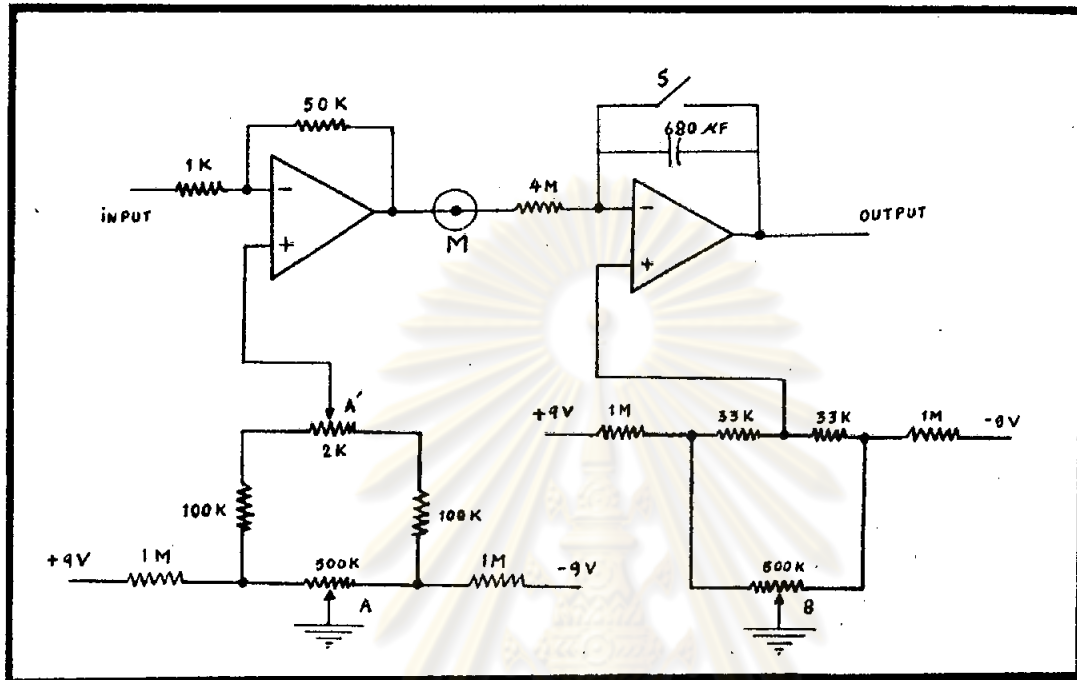 S
50 K
680 µF
1K
4M
−
−
INPUT
M
OUTPUT
+
+
A´
2K
+9V
1M
33K
33K
1M
-9V
100K
100K
+9V
1M
500K
1M
-9V
A
500K
B